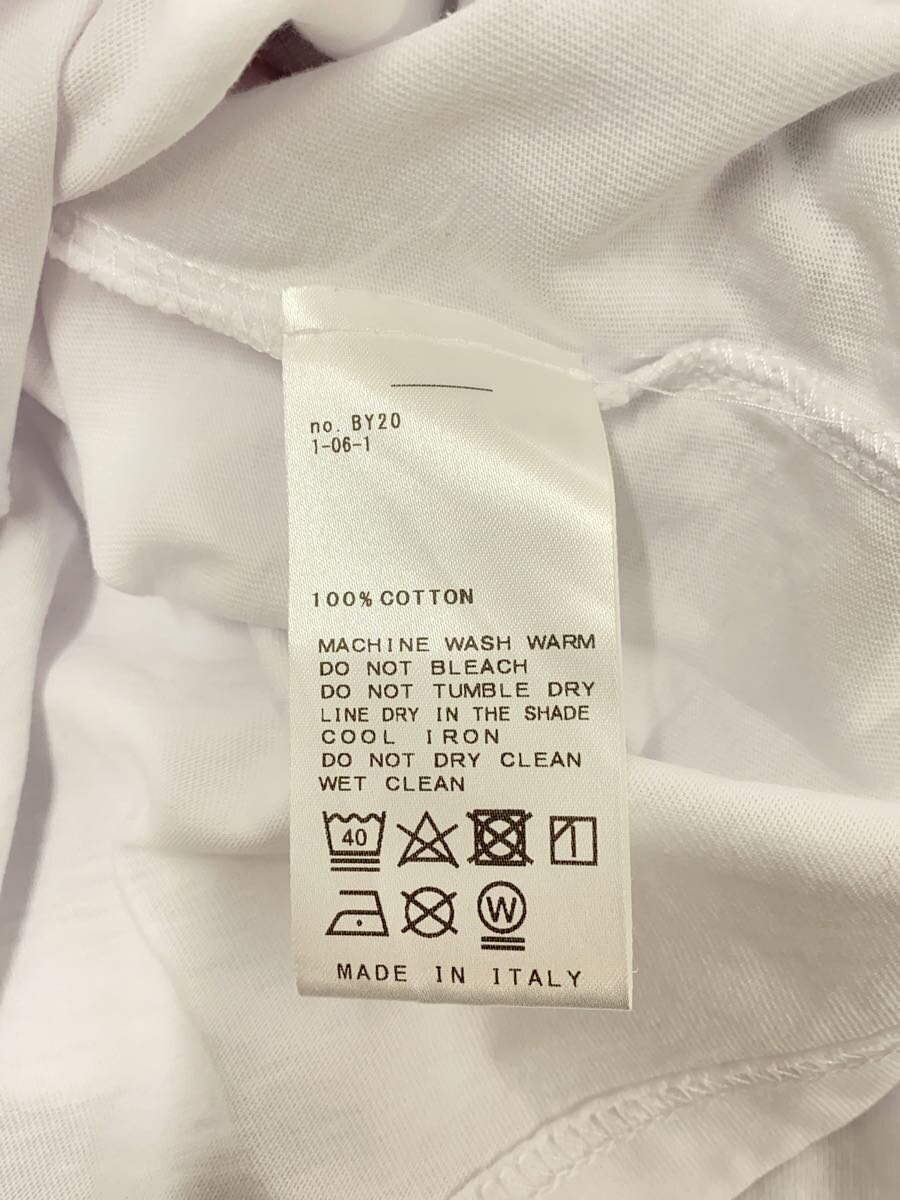 no. BY20
1-06-1
100% COTTON
MACHINE WASH WARM
DO NOT BLEACH
DO NOT TUMBLE DRY
LINE DRY IN THE SHADE
COOL IRON
DO NOT DRY CLEAN
WET CLEAN
40
W
MADE IN ITALY